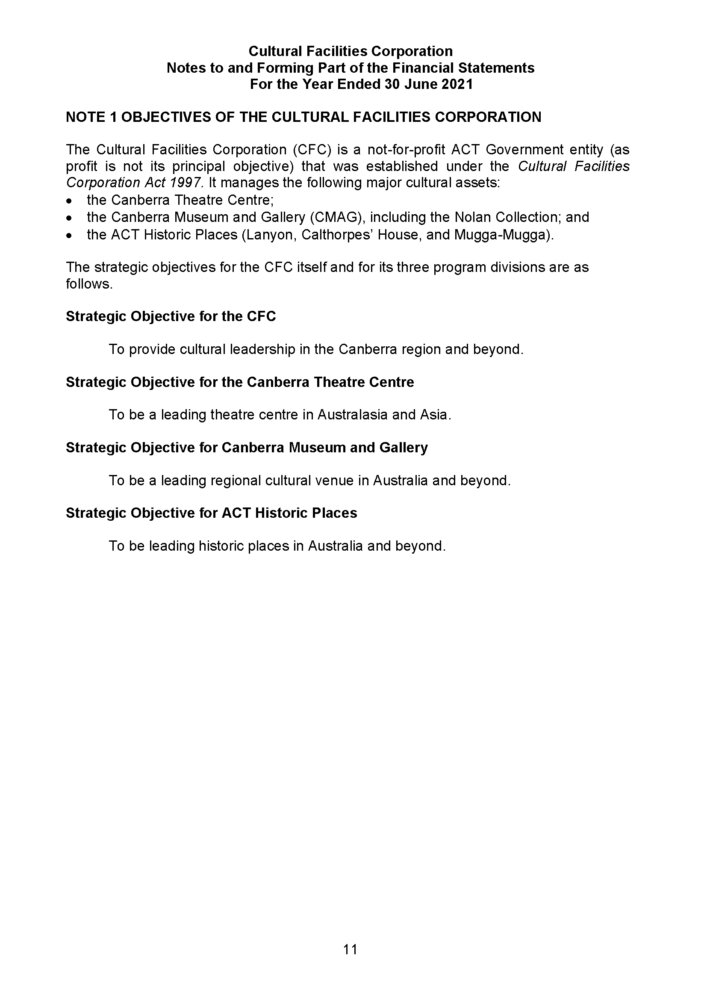 Cultural Facilities Corporation
Notes to and Forming Part of the Financial Statements
For the Year Ended 30 June 2021
NOTE 1 OBJECTIVES OF THE CULTURAL FACILITIES CORPORATION
The Cultural Facilities Corporation (CFC) is a not-for-profit ACT Government entity (as
profit is not its principal objective) that was established under the Cultural Facilities
Corporation Act 1997. It manages the following major cultural assets:
• the Canberra Theatre Centre;
• the Canberra Museum and Gallery (CMAG), including the Nolan Collection; and
• the ACT Historic Places (Lanyon, Calthorpes’ House, and Mugga-Mugga).
The strategic objectives for the CFC itself and for its three program divisions are as
follows.
Strategic Objective for the CFC
To provide cultural leadership in the Canberra region and beyond.
Strategic Objective for the Canberra Theatre Centre
To be a leading theatre centre in Australasia and Asia.
Strategic Objective for Canberra Museum and Gallery
To be a leading regional cultural venue in Australia and beyond.
Strategic Objective for ACT Historic Places
To be leading historic places in Australia and beyond.
11